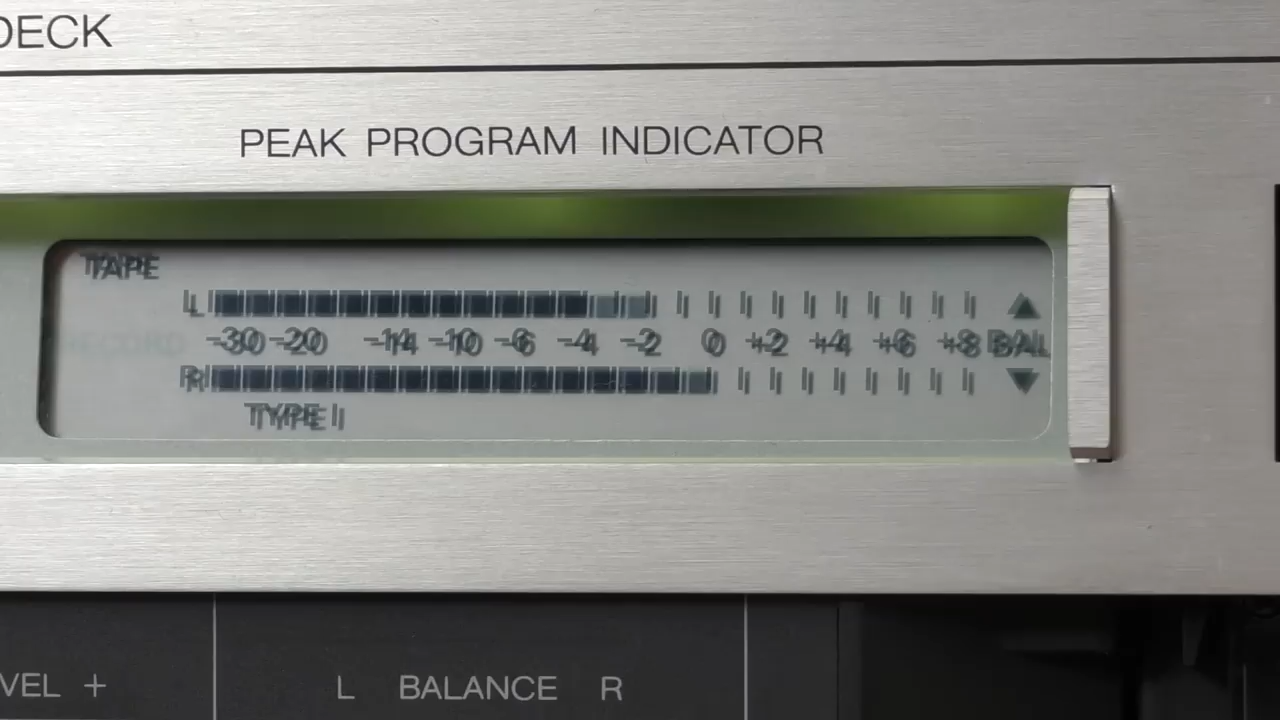 DECK
PEAK PROGRAM INDICATOR
TAPE
L
-30 -20 -14 -10 -6 -4 -2 0 +2 +4 +6 +8 BAL
RECORD
R
TYPE I
VEL +
L BALANCE R